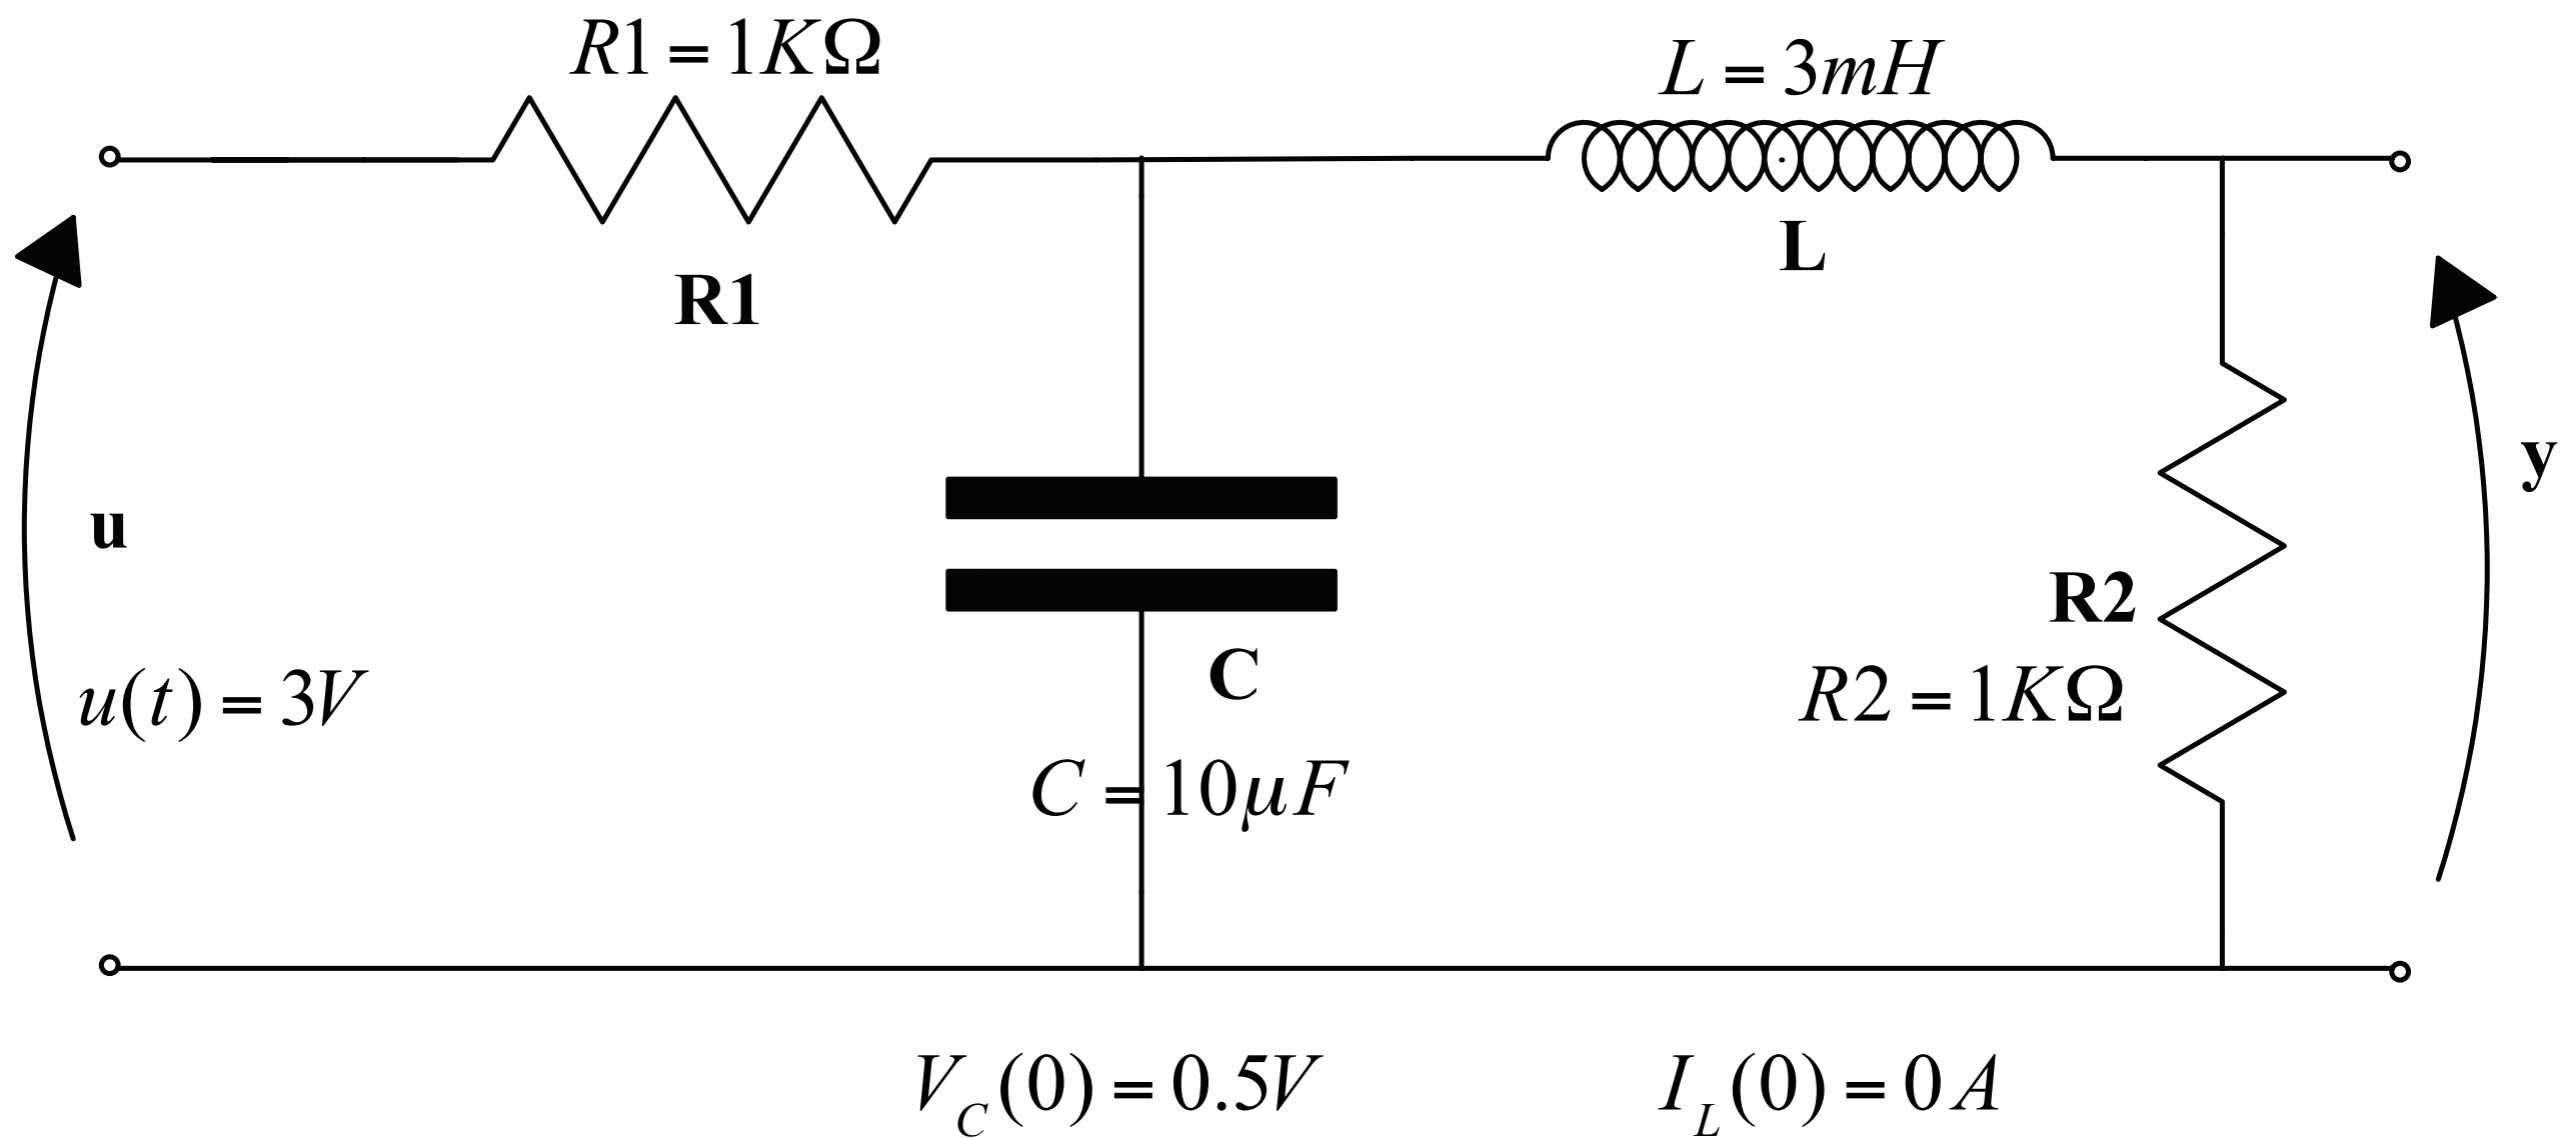 R1 = 1KΩ
L = 3mH
L
R1
y
u
R2
C
u(t) = 3V
R2 = 1KΩ
C = 10μF
V_C(0) = 0.5V
I_L(0) = 0A